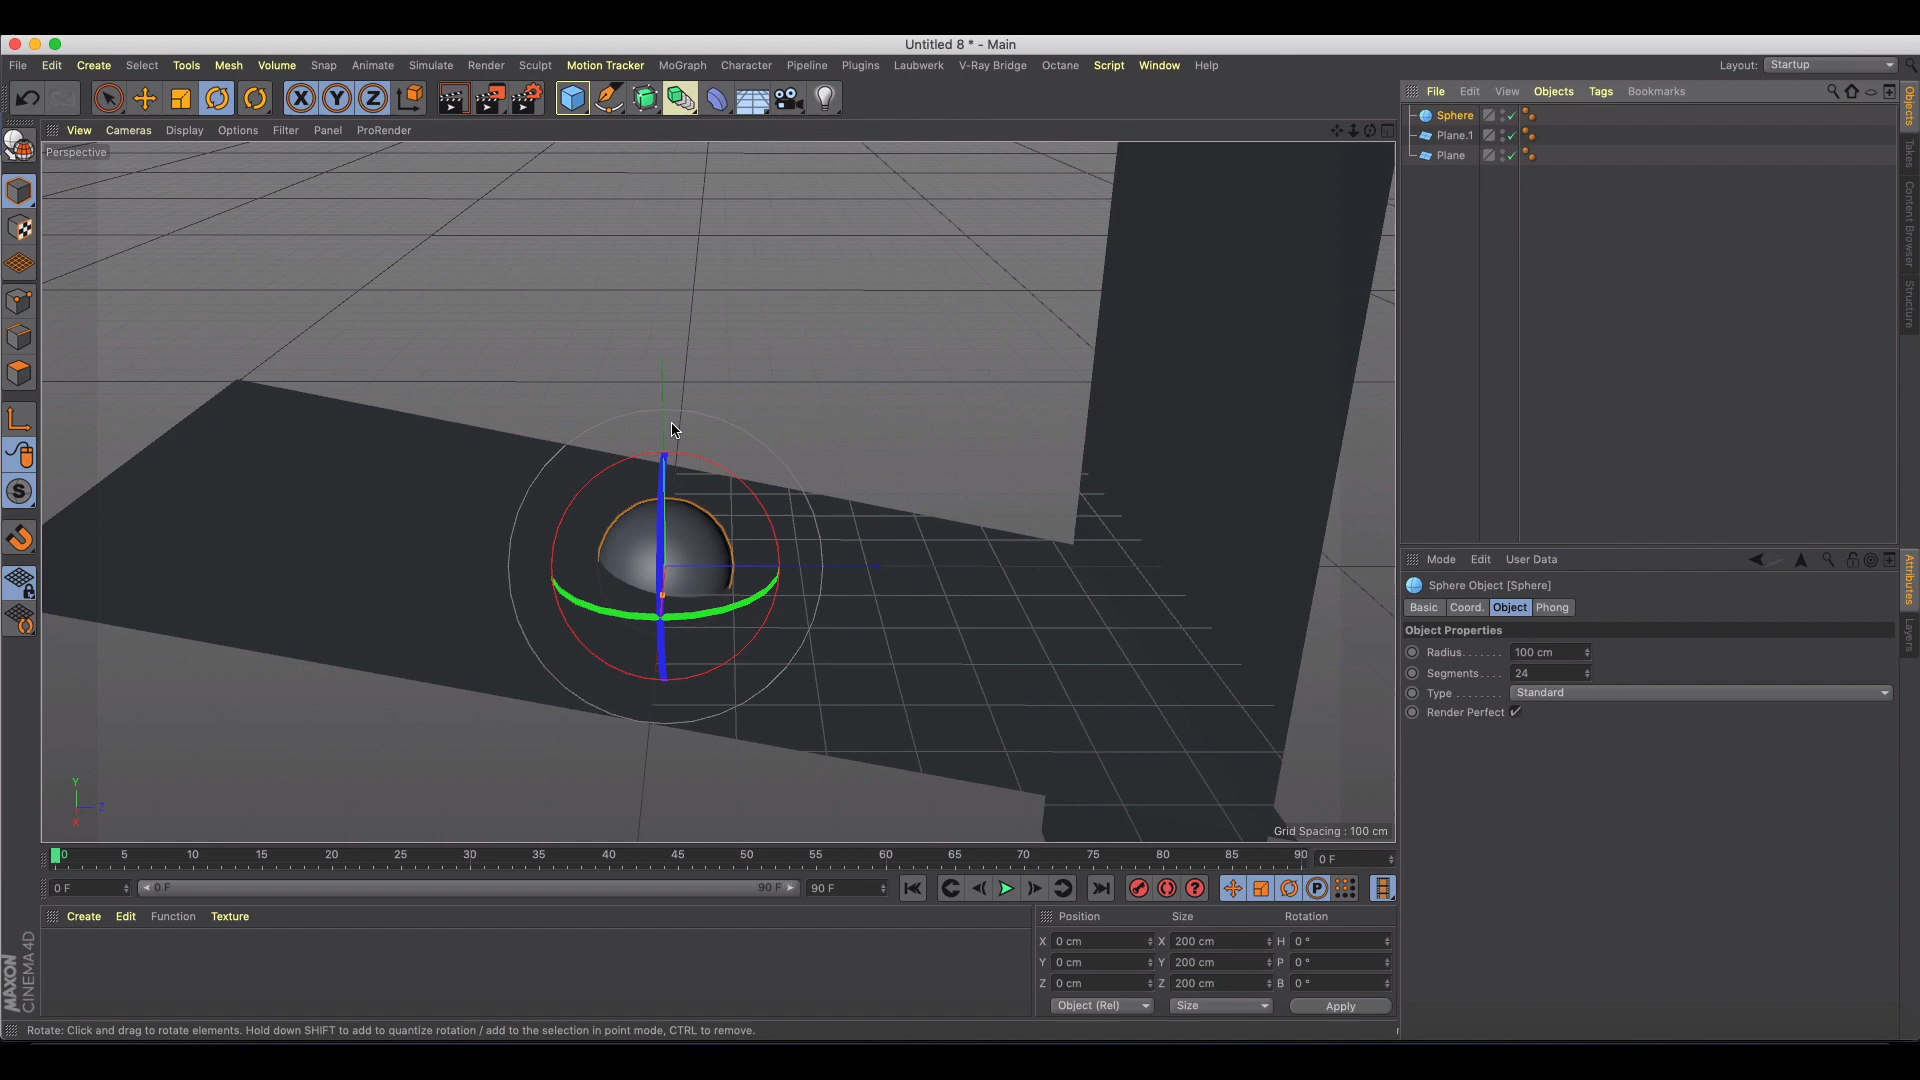 Untitled 8 * - Main
File Edit Create Select Tools Mesh Volume Snap Animate Simulate Render Sculpt Motion Tracker MoGraph Character Pipeline Plugins Laubwerk V-Ray Bridge Octane Script Window Help Layout: Startup
File Edit View Objects Tags Bookmarks
X Y Z
View Cameras Display Options Filter Panel ProRender
Perspective
Sphere
Plane.1
Plane
Objects
Takes
Content Browser
Structure
S
Mode Edit User Data
Sphere Object [Sphere]
Basic Coord. Object Phong
Object Properties
Radius....... 100 cm
Segments.... 24
Type........ Standard
Render Perfect
Attributes
Layers
Y
Z
X
Grid Spacing : 100 cm
0 5 10 15 20 25 30 35 40 45 50 55 60 65 70 75 80 85 90 0 F
0 F 0 F 90 F 90 F P
Create Edit Function Texture
Position Size Rotation
X 0 cm X 200 cm H 0 °
Y 0 cm Y 200 cm P 0 °
Z 0 cm Z 200 cm B 0 °
Object (Rel) Size Apply
MAXON
CINEMA 4D
Rotate: Click and drag to rotate elements. Hold down SHIFT to add to quantize rotation / add to the selection in point mode, CTRL to remove.